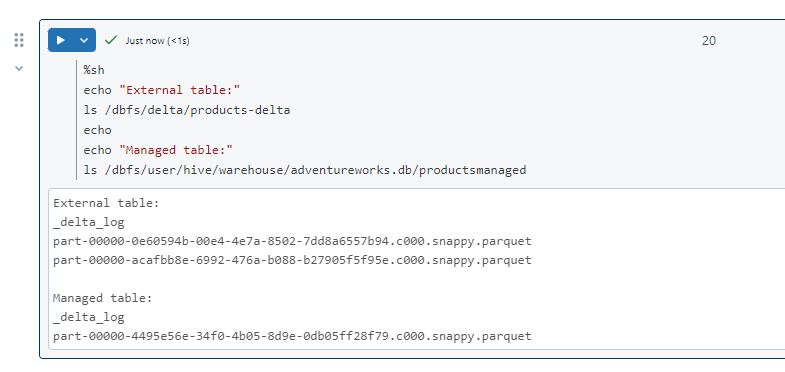 Just now (<1s)
20
%sh
echo "External table:"
ls /dbfs/delta/products-delta
echo
echo "Managed table:"
ls /dbfs/user/hive/warehouse/adventureworks.db/productsmanaged
External table:
_delta_log
part-00000-0e60594b-00e4-4e7a-8502-7dd8a6557b94.c000.snappy.parquet
part-00000-acafbb8e-6992-476a-b088-b27905f5f95e.c000.snappy.parquet
Managed table:
_delta_log
part-00000-4495e56e-34f0-4b05-8d9e-0db05ff28f79.c000.snappy.parquet